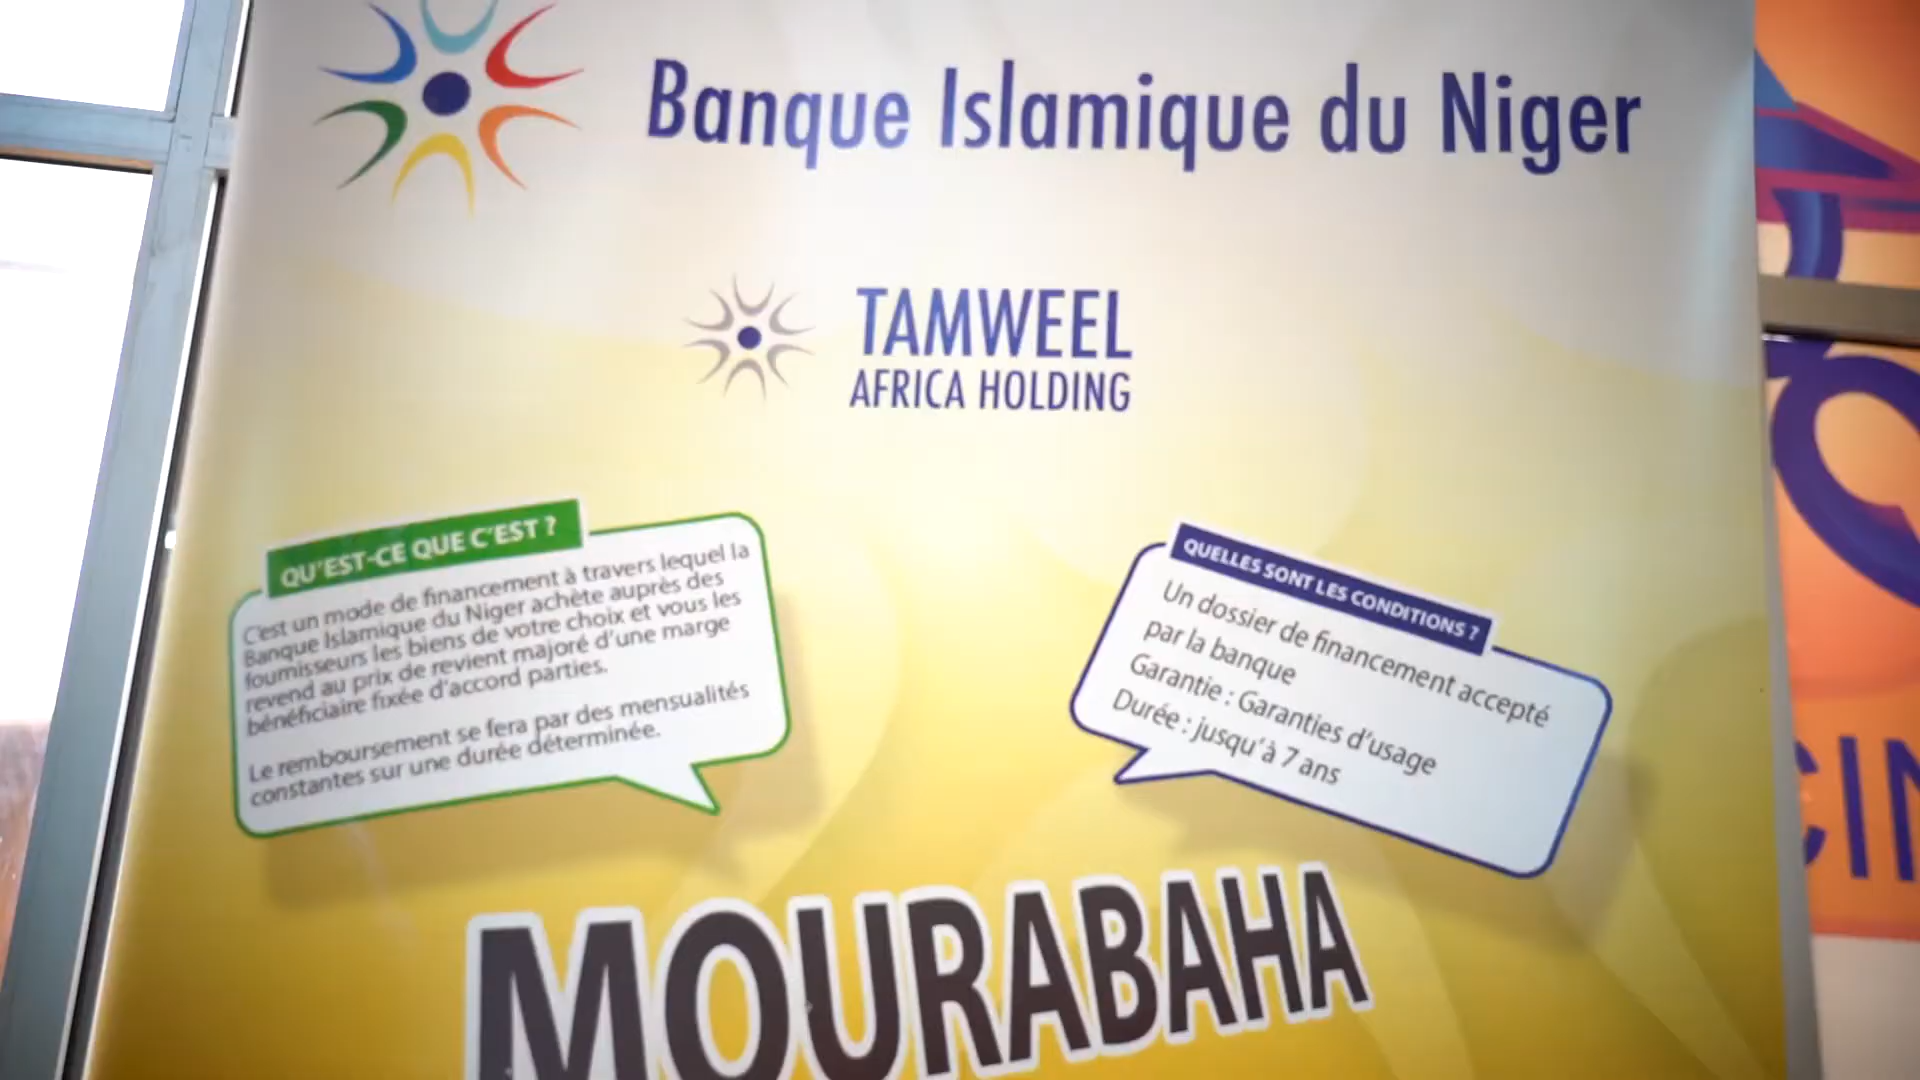 Banque Islamique du Niger
TAMWEEL
AFRICA HOLDING
QU'EST-CE QUE C'EST ?
C'est un mode de financement à travers lequel la
Banque Islamique du Niger achète auprès des
fournisseurs les biens de votre choix et vous les
revend au prix de revient majoré d'une marge
bénéficiaire fixée d'accord parties.
Le remboursement se fera par des mensualités
constantes sur une durée déterminée.
QUELLES SONT LES CONDITIONS ?
Un dossier de financement accepté
par la banque
Garantie : Garanties d'usage
Durée : jusqu'à 7 ans
MOURABAHA